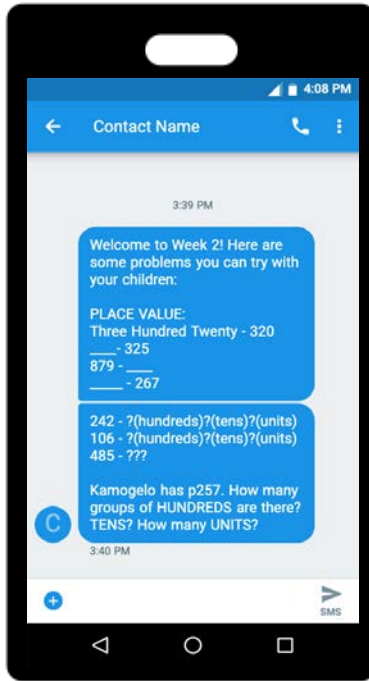 4:08 PM
Contact Name
3:39 PM
Welcome to Week 2! Here are
some problems you can try with
your children:
PLACE VALUE:
Three Hundred Twenty - 320
____- 325
879 - ____
_____ - 267
242 - ?(hundreds)?(tens)?(units)
106 - ?(hundreds)?(tens)?(units)
485 - ???
Kamogelo has p257. How many
groups of HUNDREDS are there?
TENS? How many UNITS?
C
3:40 PM
SMS